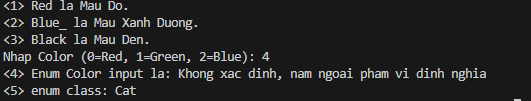 <1> Red la Mau Do.
<2> Blue_ la Mau Xanh Duong.
<3> Black la Mau Den.
Nhap Color (0=Red, 1=Green, 2=Blue): 4
<4> Enum Color input la: Khong xac dinh, nam ngoai pham vi dinh nghia
<5> enum class: Cat